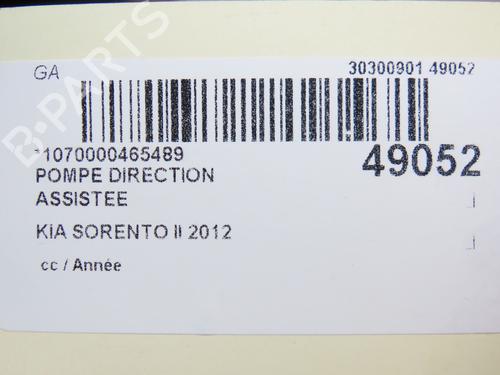 GA 30300901 49052
*1070000465489 49052
POMPE DIRECTION
ASSISTEE
KIA SORENTO II 2012
cc / Année
B-PARTS